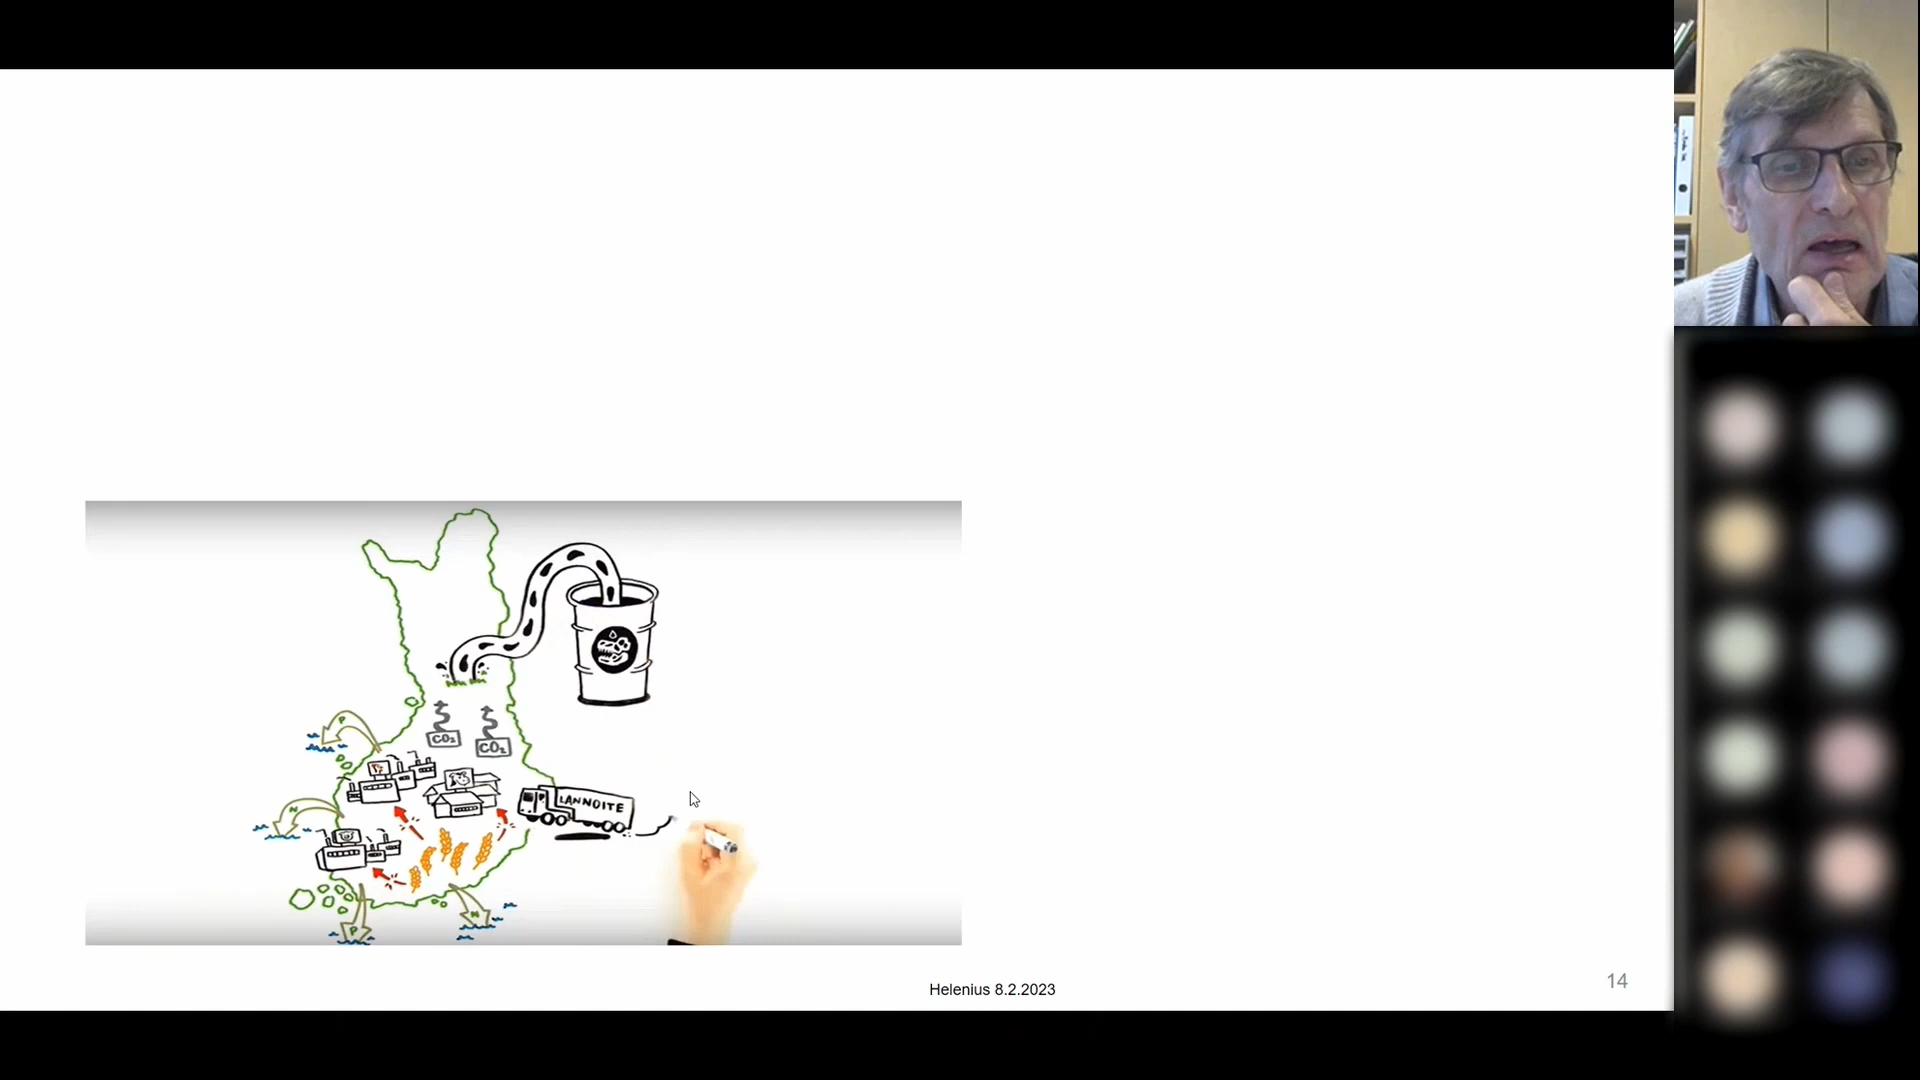 P
CO₂
CO₂
LANNOITE
N
N
P
Helenius 8.2.2023
14